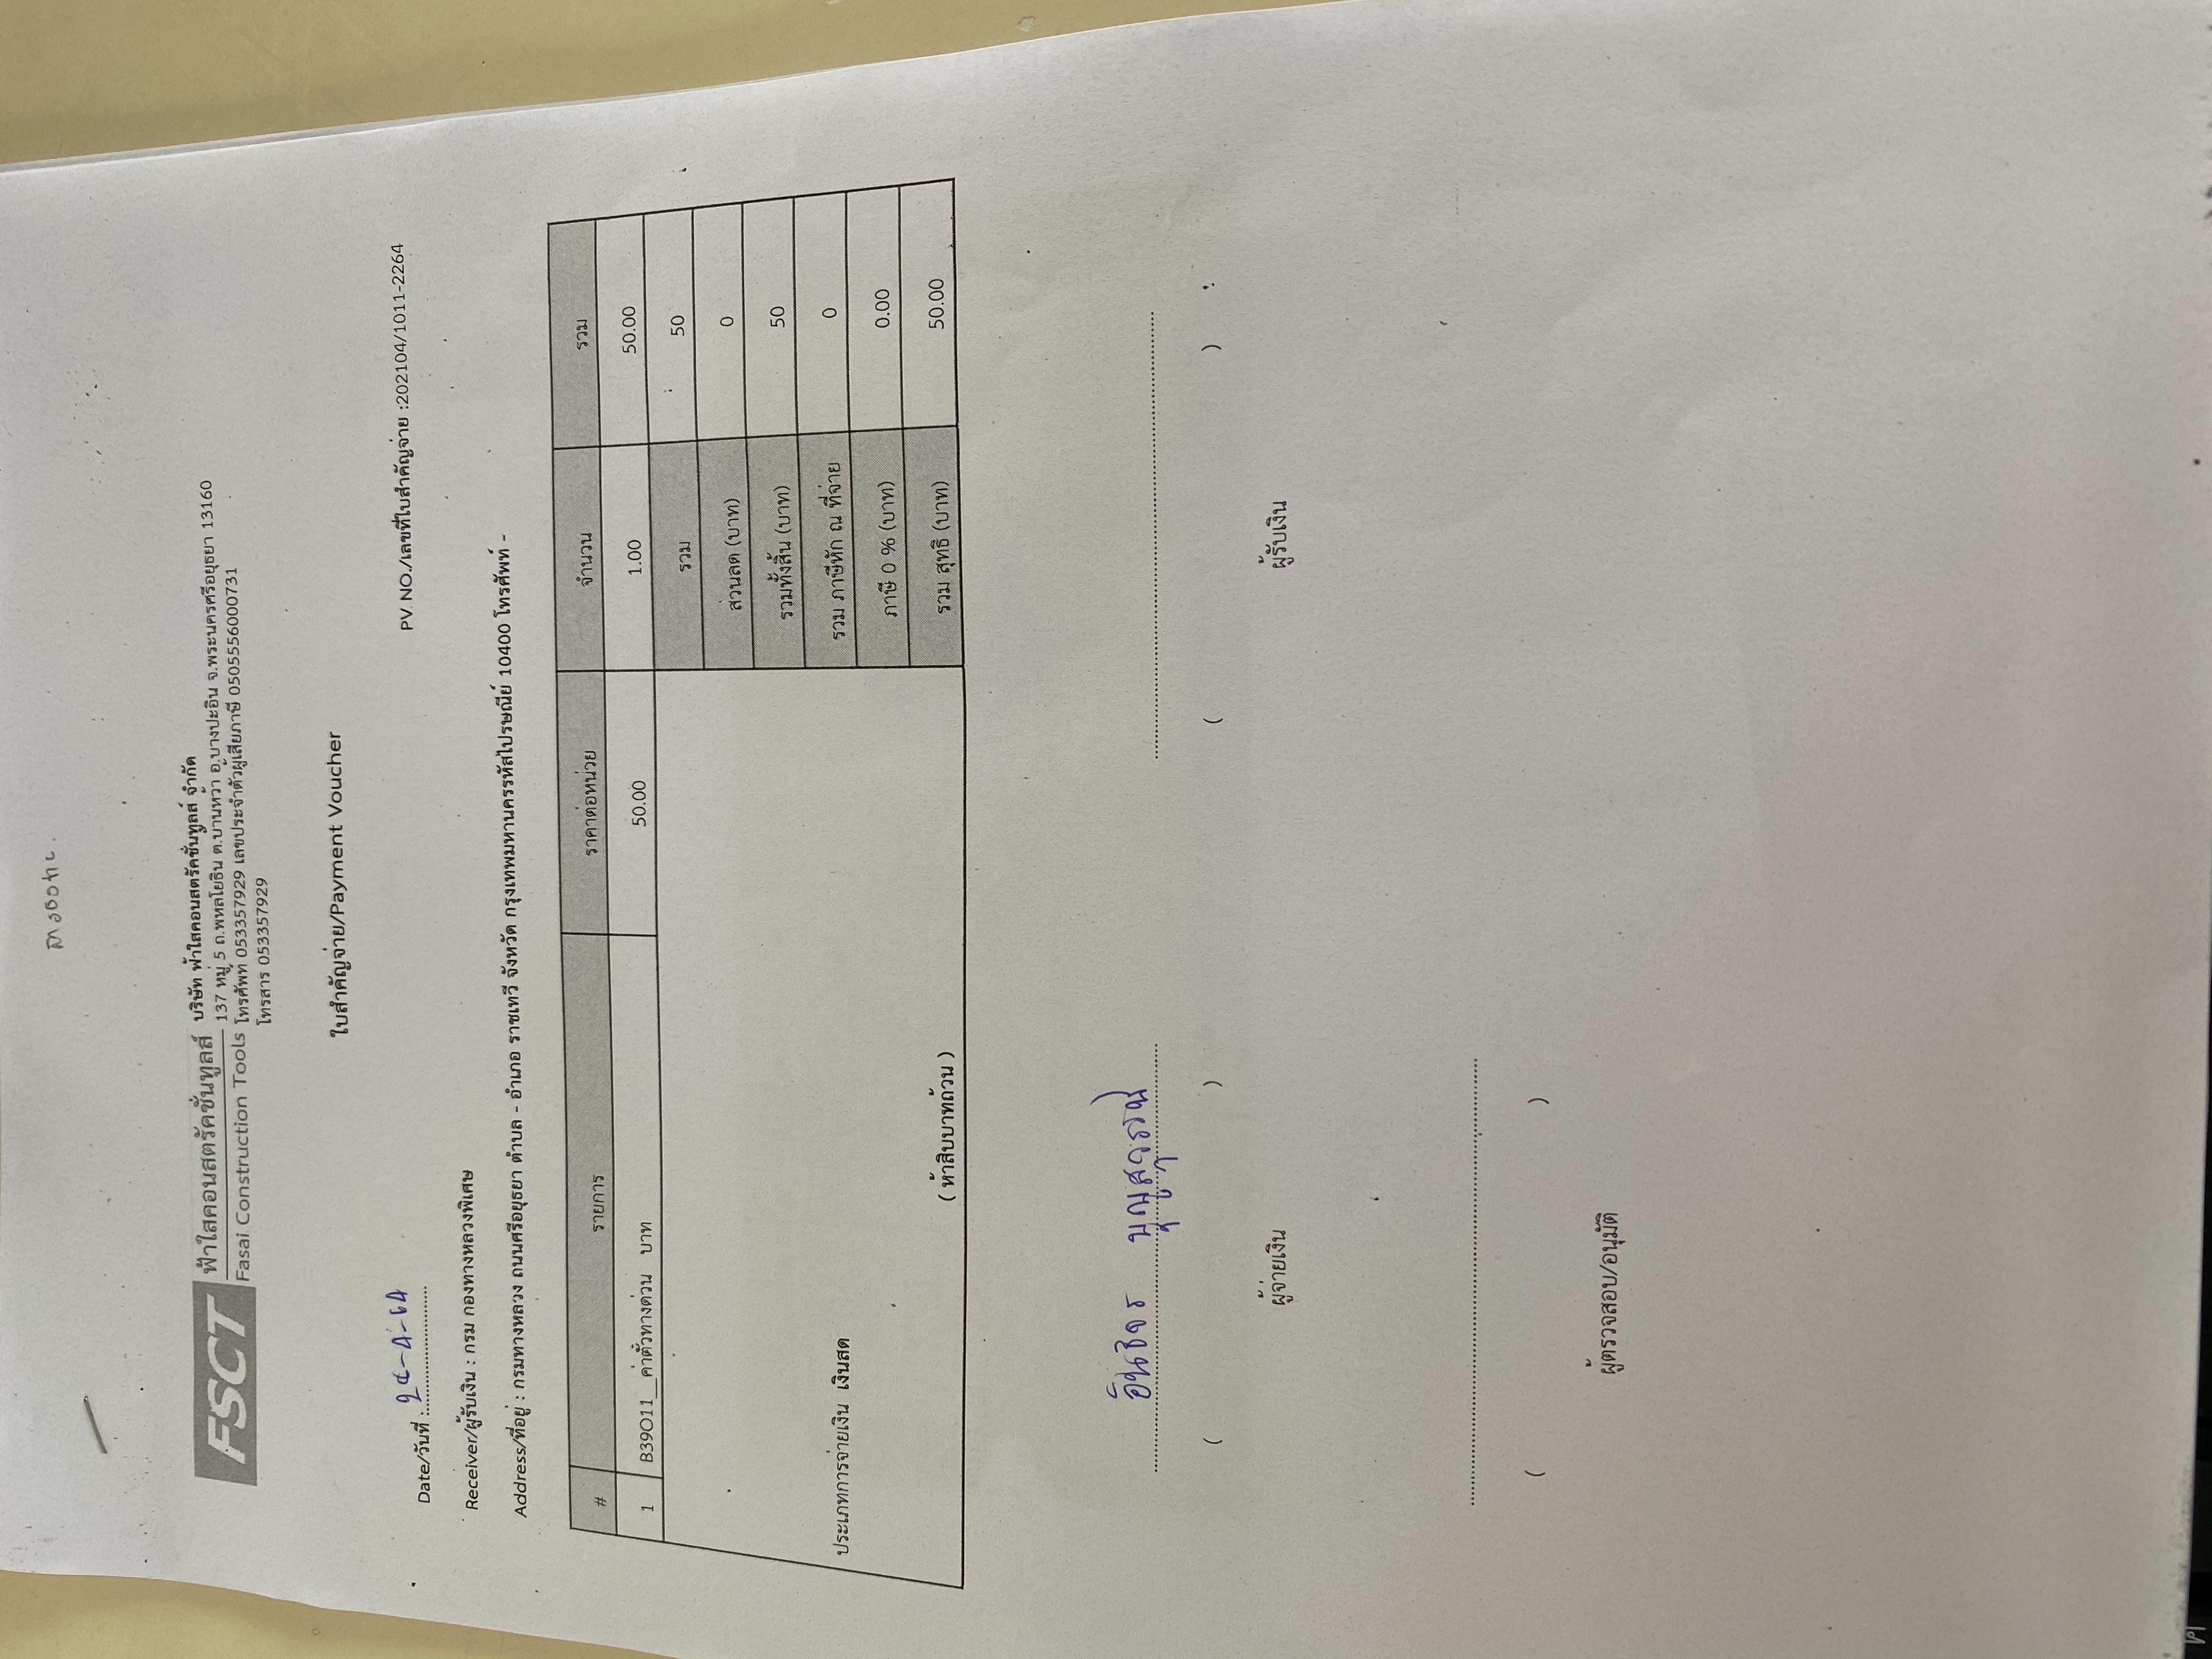 FSCT
ฟ้าใสคอนสตรัคชั่นทูลส์
Fasai Construction Tools
บริษัท ฟ้าใสคอนสตรัคชั่นทูลส์ จำกัด
137 หมู่ 5 ถ.พหลโยธิน ต.บ้านหว้า อ.บางปะอิน จ.พระนครศรีอยุธยา 13160
โทรศัพท์ 053357929 เลขประจำตัวผู้เสียภาษี 0505556000731
โทรสาร 053357929
ใบสำคัญจ่าย/Payment Voucher
Date/วันที่ :
PV. NO./เลขที่ใบสำคัญจ่าย :202104/1011-2264
Receiver/ผู้รับเงิน : กรม กองทางหลวงพิเศษ
Address/ที่อยู่ : กรมทางหลวง ถนนศรีอยุธยา ตำบล - อำเภอ ราชเทวี จังหวัด กรุงเทพมหานครรหัสไปรษณีย์ 10400 โทรศัพท์ -
# รายการ ราคาต่อหน่วย จำนวน รวม
1 B39O11__ค่าตั๋วทางด่วน บาท 50.00 1.00 50.00
รวม 50
ส่วนลด (บาท) 0
รวมทั้งสิ้น (บาท) 50
ประเภทการจ่ายเงิน เงินสด
รวม ภาษีหัก ณ ที่จ่าย 0
ภาษี 0 % (บาท) 0.00
( ห้าสิบบาทถ้วน )
รวม สุทธิ (บาท) 50.00
( ) ( )
ผู้จ่ายเงิน ผู้รับเงิน
( )
ผู้ตรวจสอบ/อนุมัติ